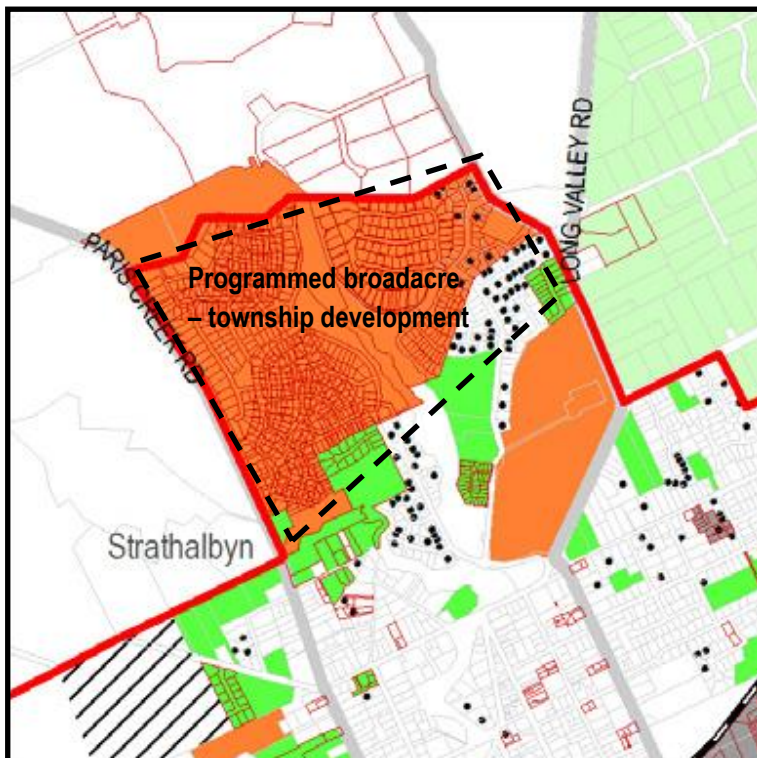 LONG VALLEY RD
PARIS CREEK RD
Programmed broadacre
– township development
Strathalbyn